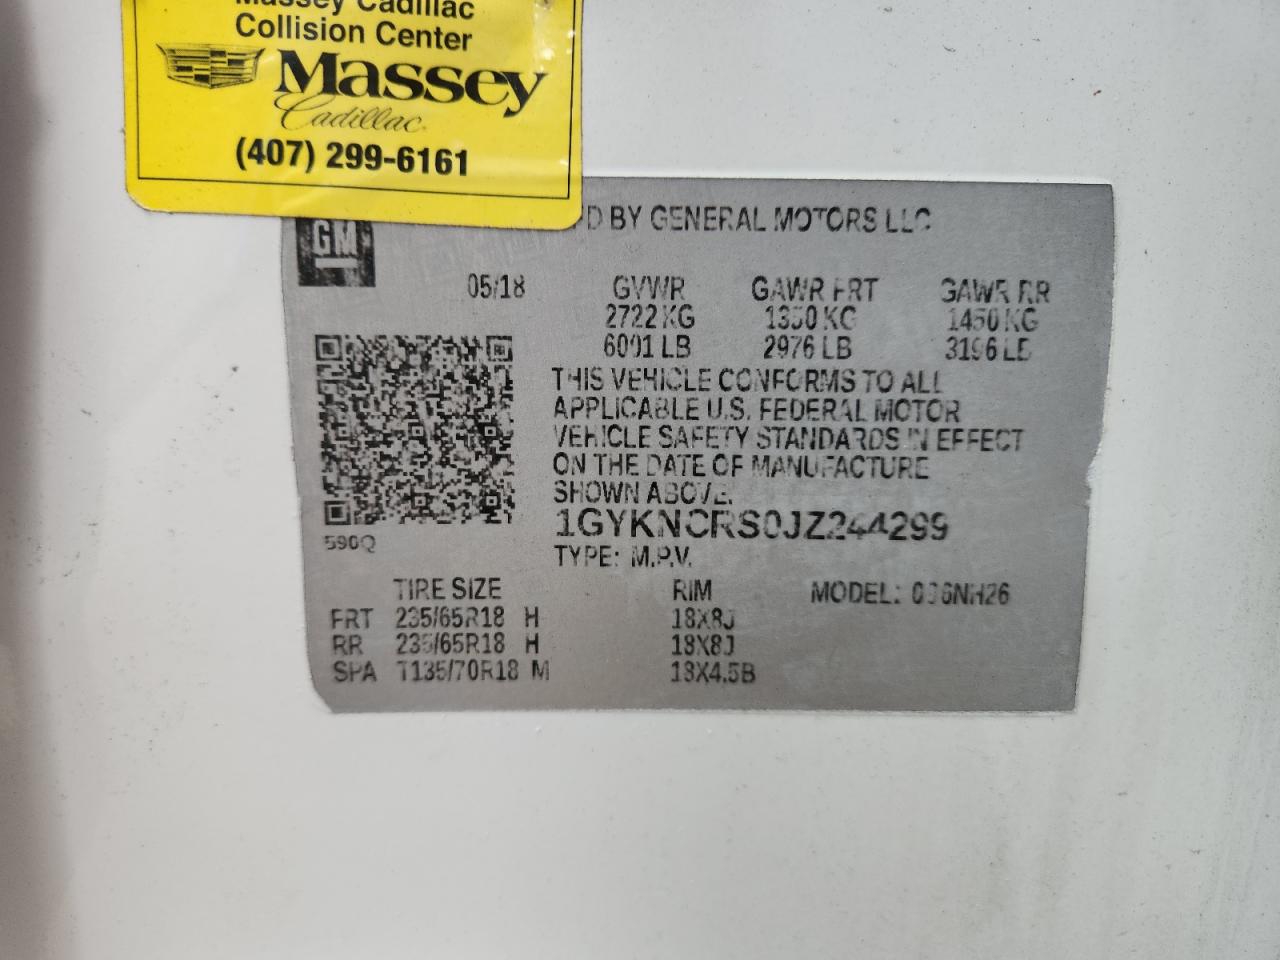 Massey Cadillac
Collision Center
Massey
Cadillac
(407) 299-6161
GM
BY GENERAL MOTORS LLC
05/18
GVWR GAWR FRT GAWR RR
2722 KG 1350 KG 1450 KG
6001 LB 2976 LB 3196 LB
THIS VEHICLE CONFORMS TO ALL
APPLICABLE U.S. FEDERAL MOTOR
VEHICLE SAFETY STANDARDS IN EFFECT
ON THE DATE OF MANUFACTURE
SHOWN ABOVE.
1GYKNCRS0JZ244299
590Q
TYPE: M.P.V.
TIRE SIZE RIM MODEL: 006NH26
FRT 235/65R18 H 18X8J
RR 235/65R18 H 18X8J
SPA T135/70R18 M 18X4.5B